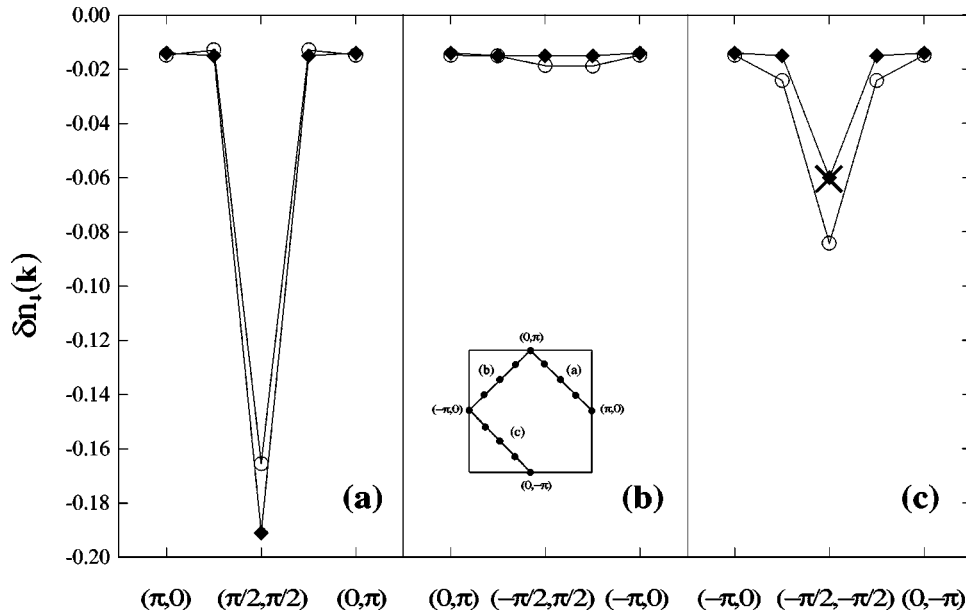 0.00
-0.02
-0.04
-0.06
-0.08
-0.10
-0.12
-0.14
-0.16
-0.18
-0.20
δn↓(k)
(0,π)
(b)
(a)
(−π,0)
(π,0)
(c)
(0,−π)
(a)
(b)
(c)
(π,0)
(π/2,π/2)
(0,π)
(0,π)
(−π/2,π/2)
(−π,0)
(−π,0)
(−π/2,−π/2)
(0,−π)